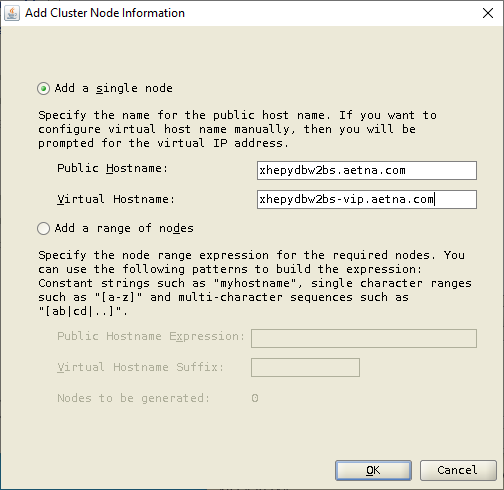 Add Cluster Node Information
Add a single node
Specify the name for the public host name. If you want to
configure virtual host name manually, then you will be
prompted for the virtual IP address.
Public Hostname: xhepydbw2bs.aetna.com
Virtual Hostname: xhepydbw2bs-vip.aetna.com
Add a range of nodes
Specify the node range expression for the required nodes. You
can use the following patterns to build the expression:
Constant strings such as "myhostname", single character ranges
such as "[a-z]" and multi-character sequences such as
"[ab|cd|..]".
Public Hostname Expression:
Virtual Hostname Suffix:
Nodes to be generated: 0
OK Cancel